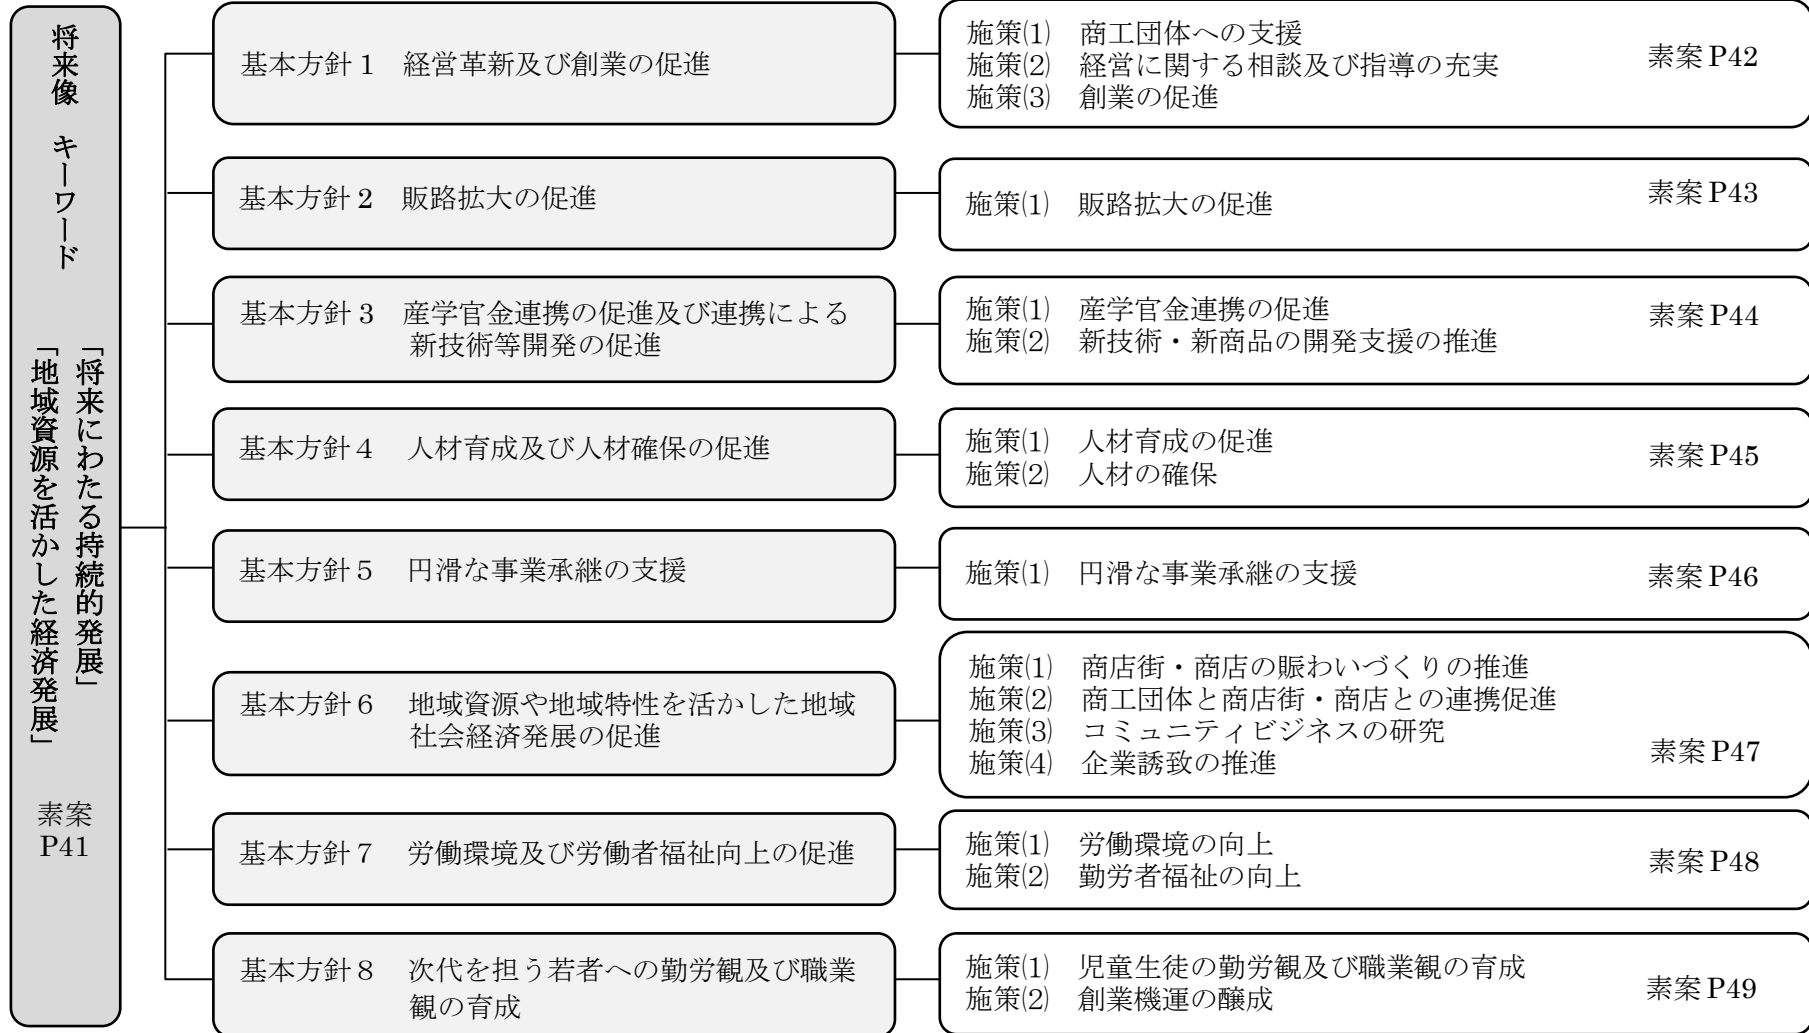 将来像　キーワード
「将来にわたる持続的発展」
「地域資源を活かした経済発展」
素案
P41
基本方針１　経営革新及び創業の促進
施策⑴　商工団体への支援
施策⑵　経営に関する相談及び指導の充実
施策⑶　創業の促進
素案 P42
基本方針２　販路拡大の促進
施策⑴　販路拡大の促進
素案 P43
基本方針３　産学官金連携の促進及び連携による
新技術等開発の促進
施策⑴　産学官金連携の促進
施策⑵　新技術・新商品の開発支援の推進
素案 P44
基本方針４　人材育成及び人材確保の促進
施策⑴　人材育成の促進
施策⑵　人材の確保
素案 P45
基本方針５　円滑な事業承継の支援
施策⑴　円滑な事業承継の支援
素案 P46
基本方針６　地域資源や地域特性を活かした地域
社会経済発展の促進
施策⑴　商店街・商店の賑わいづくりの推進
施策⑵　商工団体と商店街・商店との連携促進
施策⑶　コミュニティビジネスの研究
施策⑷　企業誘致の推進
素案 P47
基本方針７　労働環境及び労働者福祉向上の促進
施策⑴　労働環境の向上
施策⑵　勤労者福祉の向上
素案 P48
基本方針８　次代を担う若者への勤労観及び職業
観の育成
施策⑴　児童生徒の勤労観及び職業観の育成
施策⑵　創業機運の醸成
素案 P49